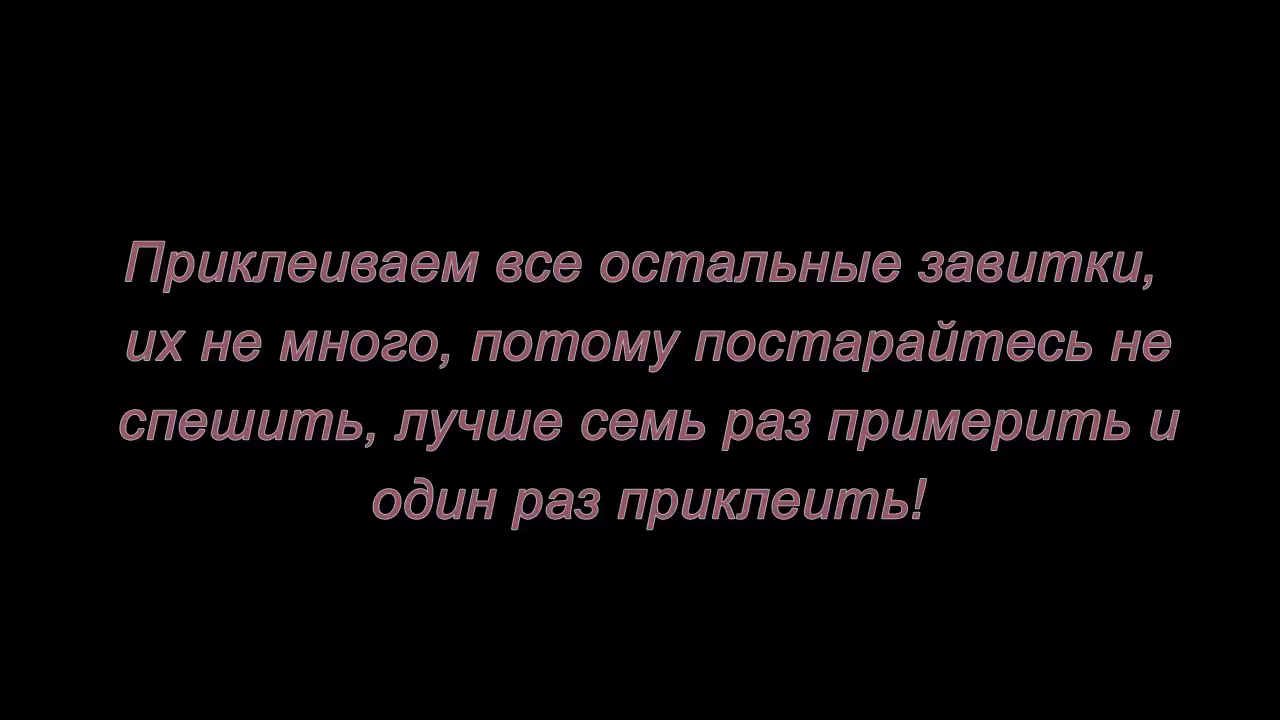 Приклеиваем все остальные завитки,
их не много, потому постарайтесь не
спешить, лучше семь раз примерить и
один раз приклеить!